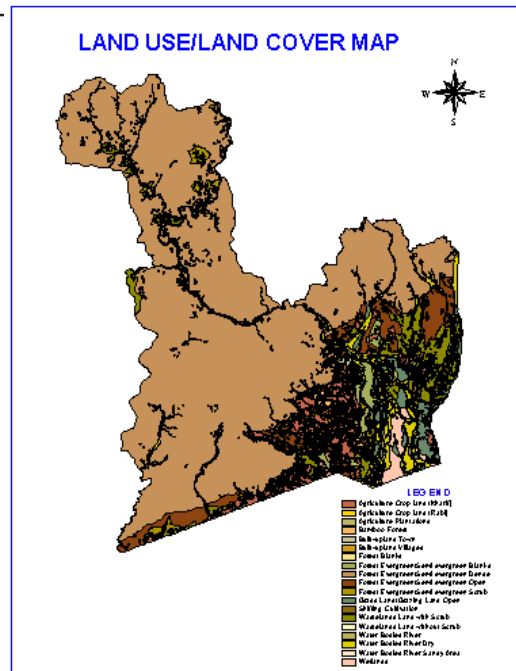 LAND USE/LAND COVER MAP
N
W E
S
LEGEND
Agriculture Crop land (Kharif)
Agriculture Crop land (Rabi)
Agriculture Plantations
Bamboo Forest
Built-up land Town
Built-up land Villages
Forest Blanks
Forest Evergreen/Semi evergreen Blanks
Forest Evergreen/Semi evergreen Dense
Forest Evergreen/Semi evergreen Open
Forest Evergreen/Semi evergreen Scrub
Grass Land/Grazing Land Open
Shifting Cultivation
Wastelands Land with Scrub
Wastelands Land without Scrub
Water Bodies River
Water Bodies River Dry
Water Bodies River Sandy Area
Wetlands